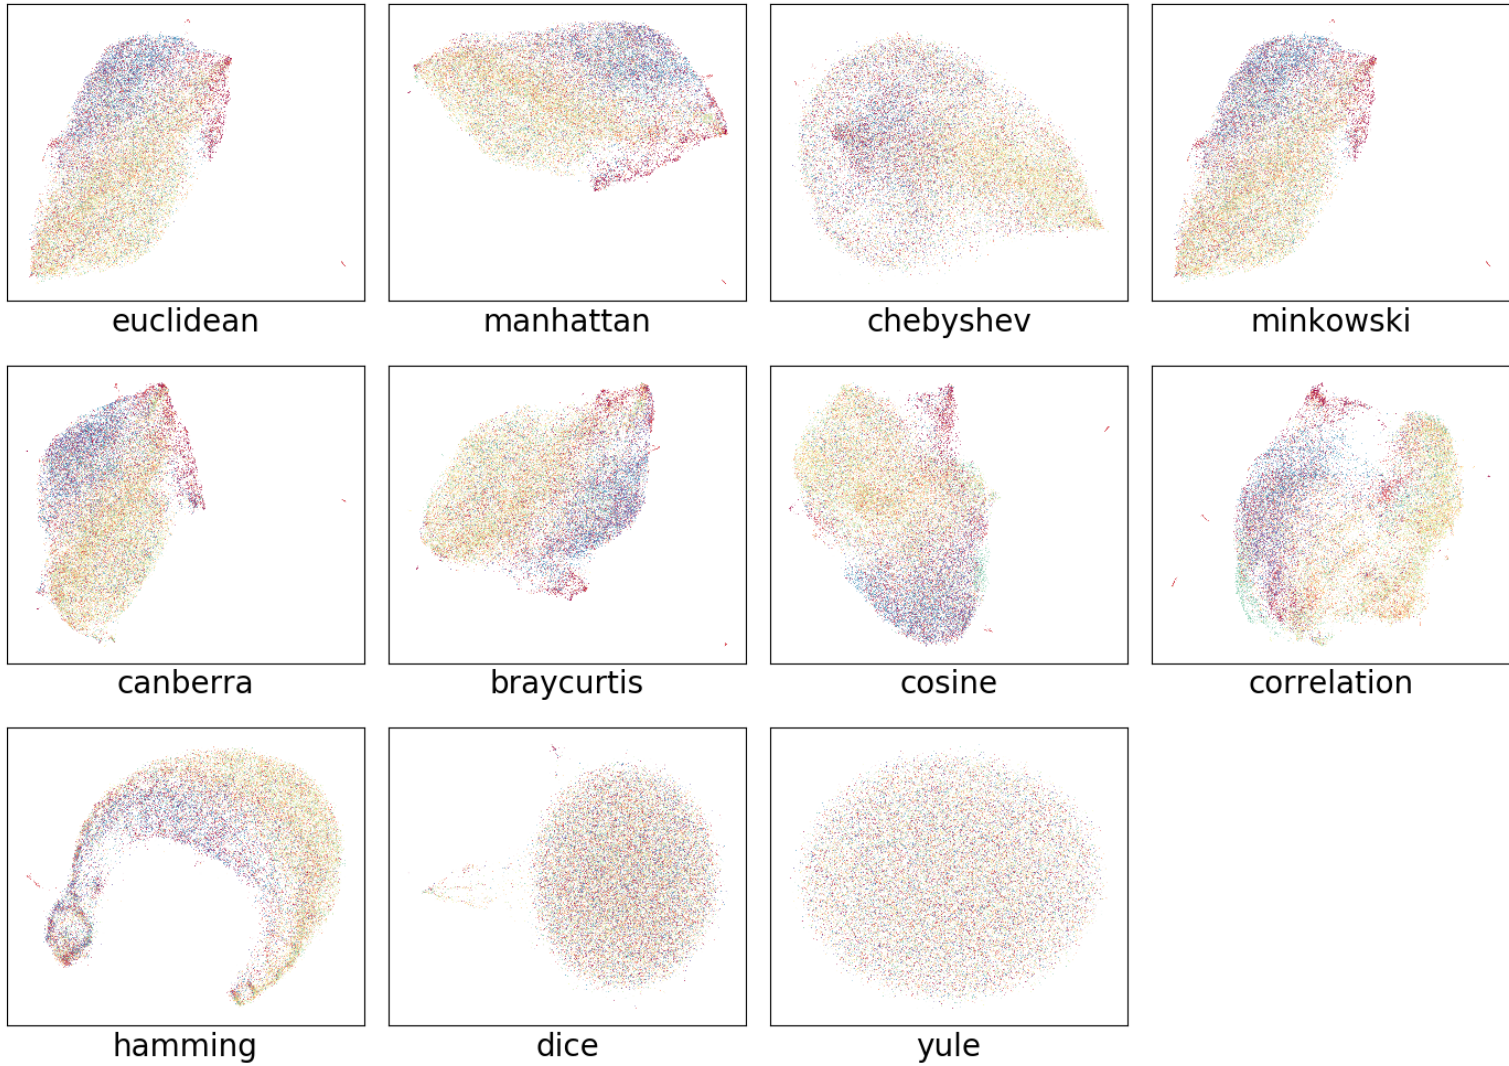 euclidean
manhattan
chebyshev
minkowski
canberra
braycurtis
cosine
correlation
hamming
dice
yule